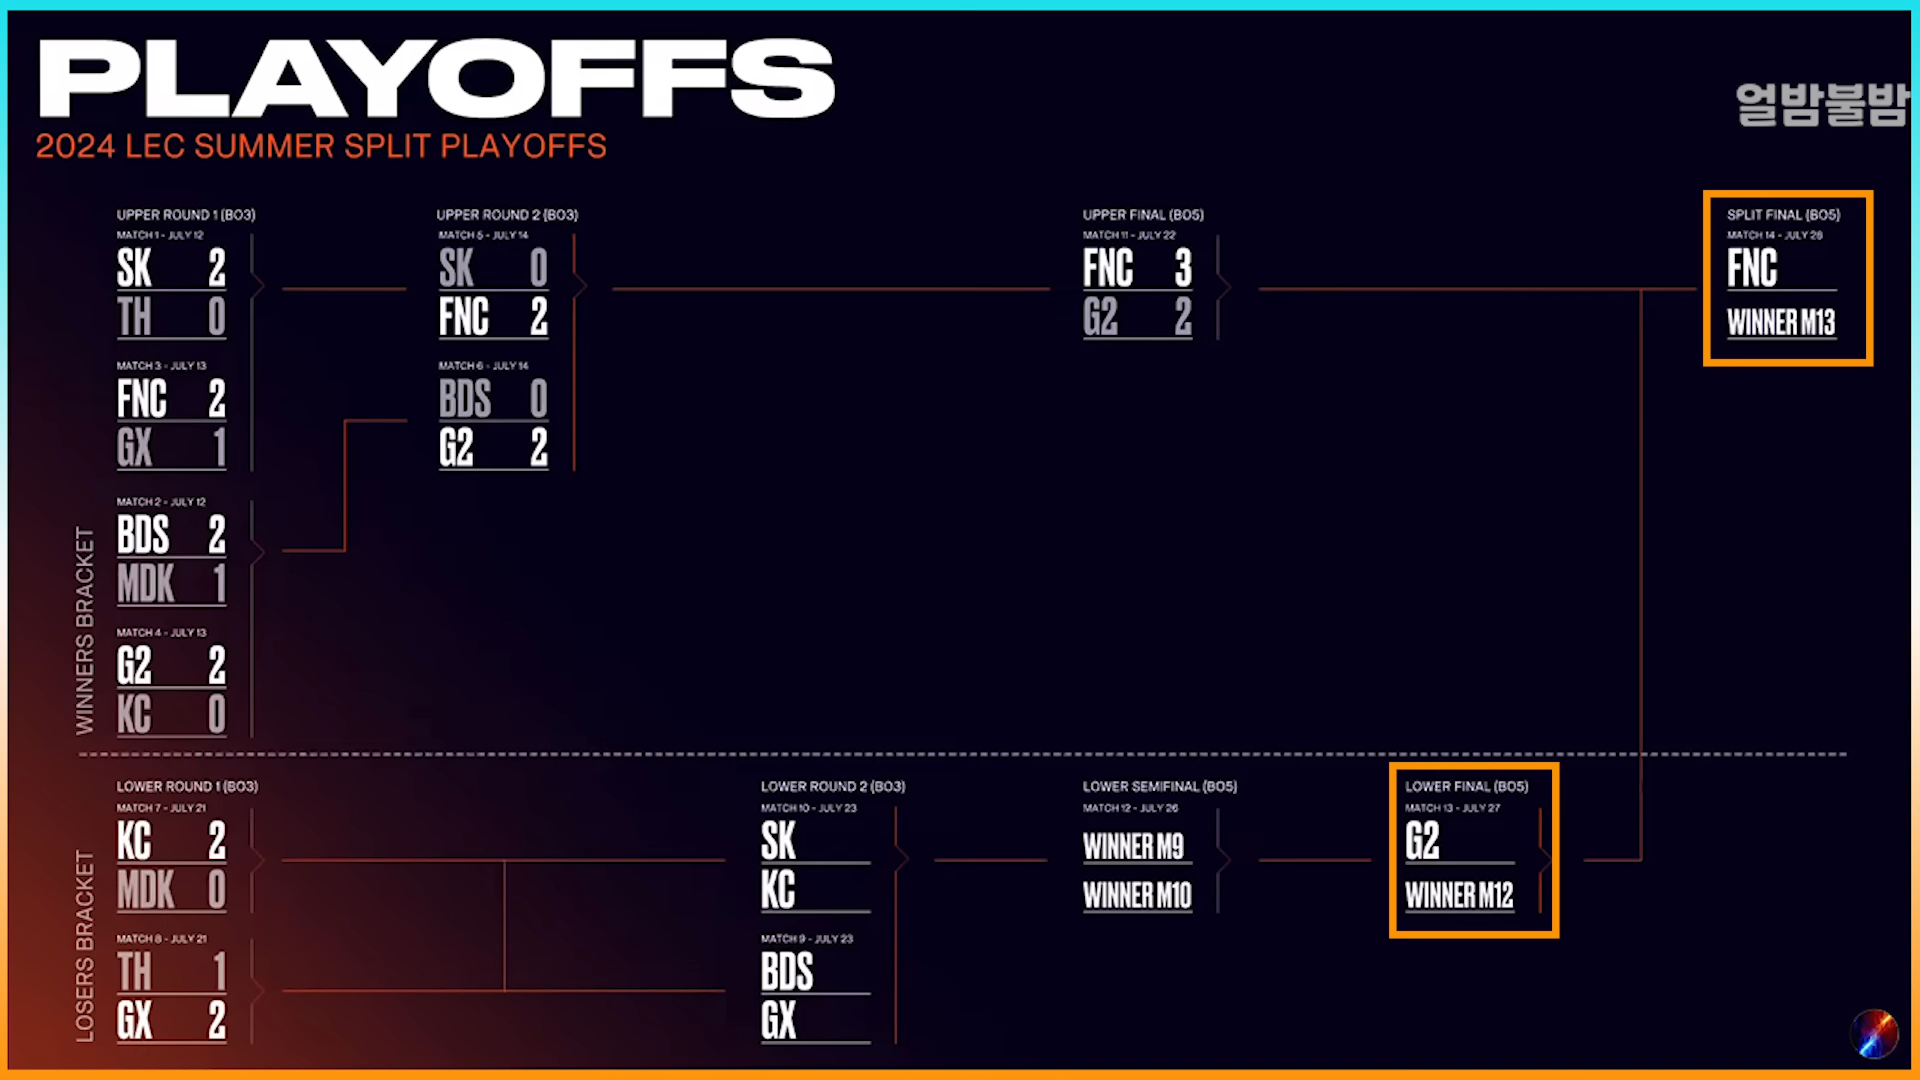 PLAYOFFS
2024 LEC SUMMER SPLIT PLAYOFFS
얼밤불밤
WINNERS BRACKET
UPPER ROUND 1 (BO3)
MATCH 1 - JULY 12
SK 2
TH 0
MATCH 3 - JULY 13
FNC 2
GX 1
MATCH 2 - JULY 12
BDS 2
MDK 1
MATCH 4 - JULY 13
G2 2
KC 0
UPPER ROUND 2 (BO3)
MATCH 5 - JULY 14
SK 0
FNC 2
MATCH 6 - JULY 14
BDS 0
G2 2
UPPER FINAL (BO5)
MATCH 11 - JULY 22
FNC 3
G2 2
SPLIT FINAL (BO5)
MATCH 14 - JULY 28
FNC
WINNER M13
LOSERS BRACKET
LOWER ROUND 1 (BO3)
MATCH 7 - JULY 21
KC 2
MDK 0
MATCH 8 - JULY 21
TH 1
GX 2
LOWER ROUND 2 (BO3)
MATCH 10 - JULY 23
SK
KC
MATCH 9 - JULY 23
BDS
GX
LOWER SEMIFINAL (BO5)
MATCH 12 - JULY 26
WINNER M9
WINNER M10
LOWER FINAL (BO5)
MATCH 13 - JULY 27
G2
WINNER M12